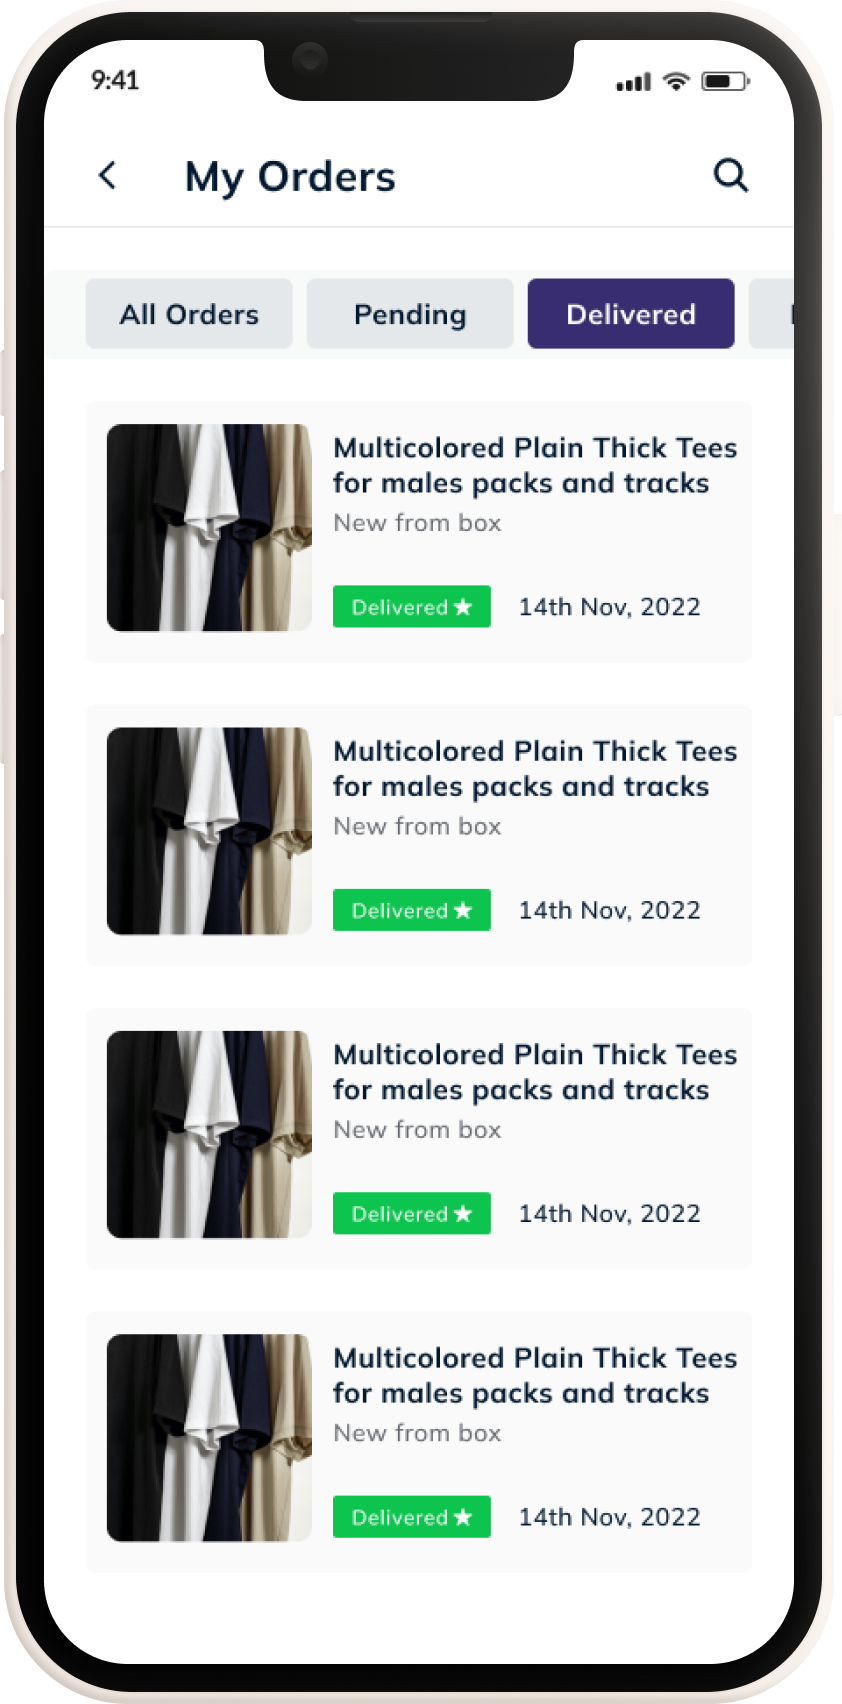 9:41
My Orders
All Orders Pending Delivered
Multicolored Plain Thick Tees
for males packs and tracks
New from box
Delivered 14th Nov, 2022
Multicolored Plain Thick Tees
for males packs and tracks
New from box
Delivered 14th Nov, 2022
Multicolored Plain Thick Tees
for males packs and tracks
New from box
Delivered 14th Nov, 2022
Multicolored Plain Thick Tees
for males packs and tracks
New from box
Delivered 14th Nov, 2022